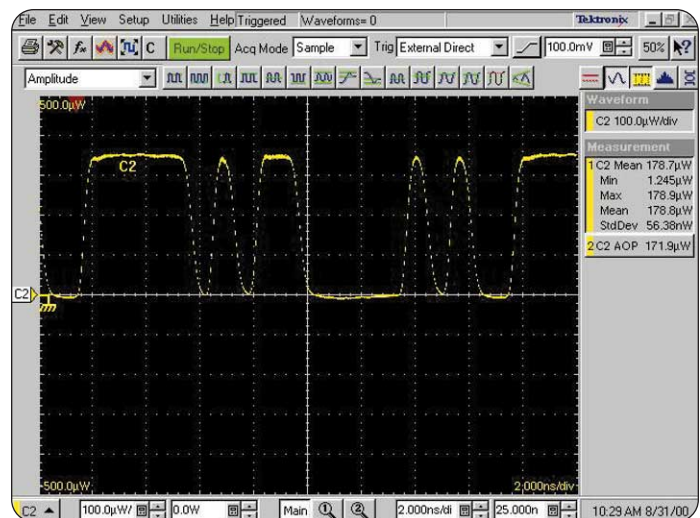 File Edit View Setup Utilities Help Triggered Waveforms= 0 Tektronix
C Run/Stop Acq Mode Sample Trig External Direct 100.0mV 50%
Amplitude
500.0µW
C2
C2
-500.0µW
2.000ns/div
Waveform
C2 100.0µW/div
Measurement
1 C2 Mean 178.7µW
Min 1.245µW
Max 178.9µW
Mean 178.8µW
StdDev 56.38nW
2 C2 AOP 171.9µW
C2 100.0µW/ 0.0W Main 1 2 2.000ns/di 25.000n 10:29 AM 8/31/00